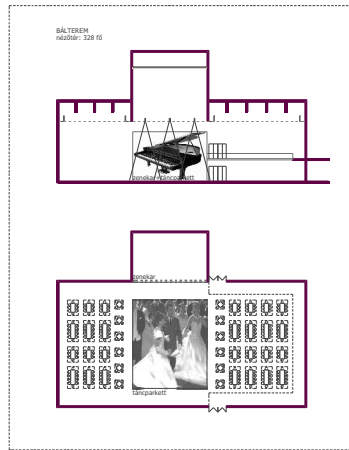 BÁLTEREM
nézőtér: 328 fő
zenekar+táncparkett
zenekar
táncparkett